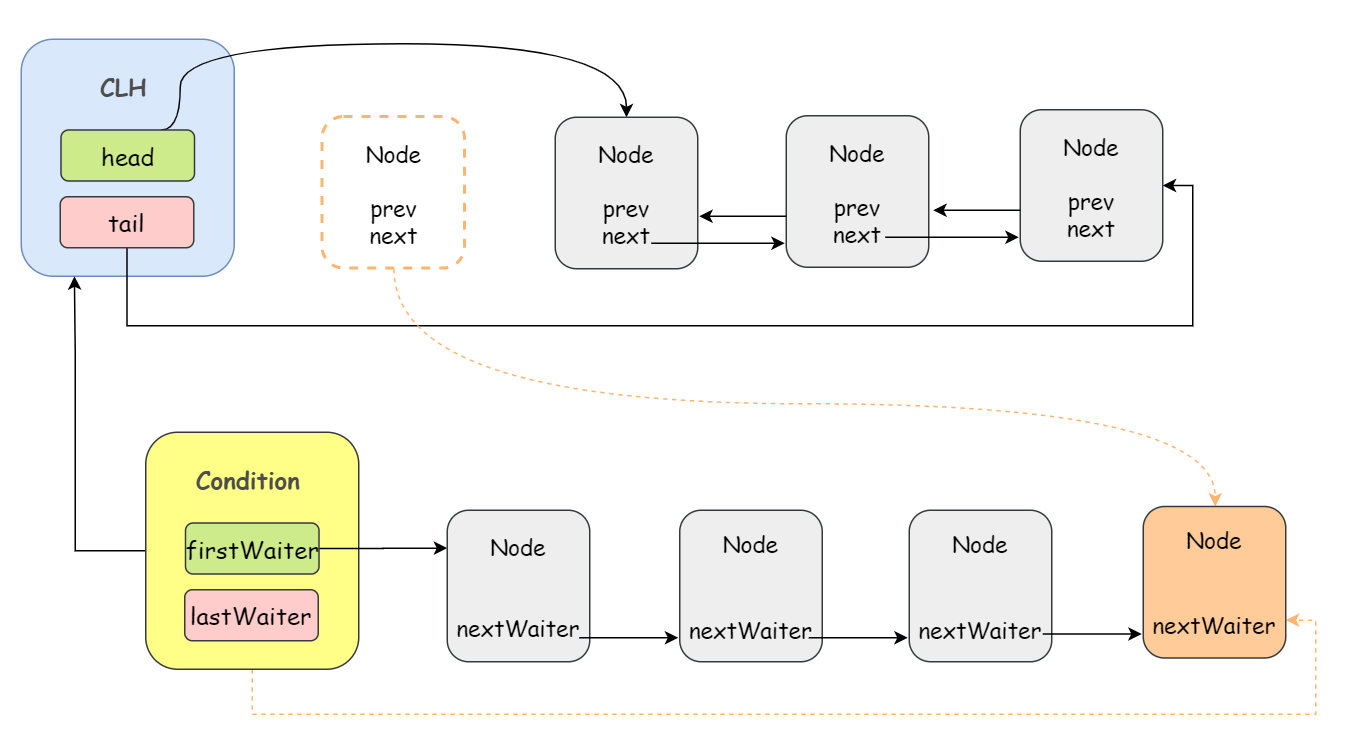 CLH
head
tail
Node
prev
next
Node
prev
next
Node
prev
next
Node
prev
next
Condition
firstWaiter
lastWaiter
Node
nextWaiter
Node
nextWaiter
Node
nextWaiter
Node
nextWaiter